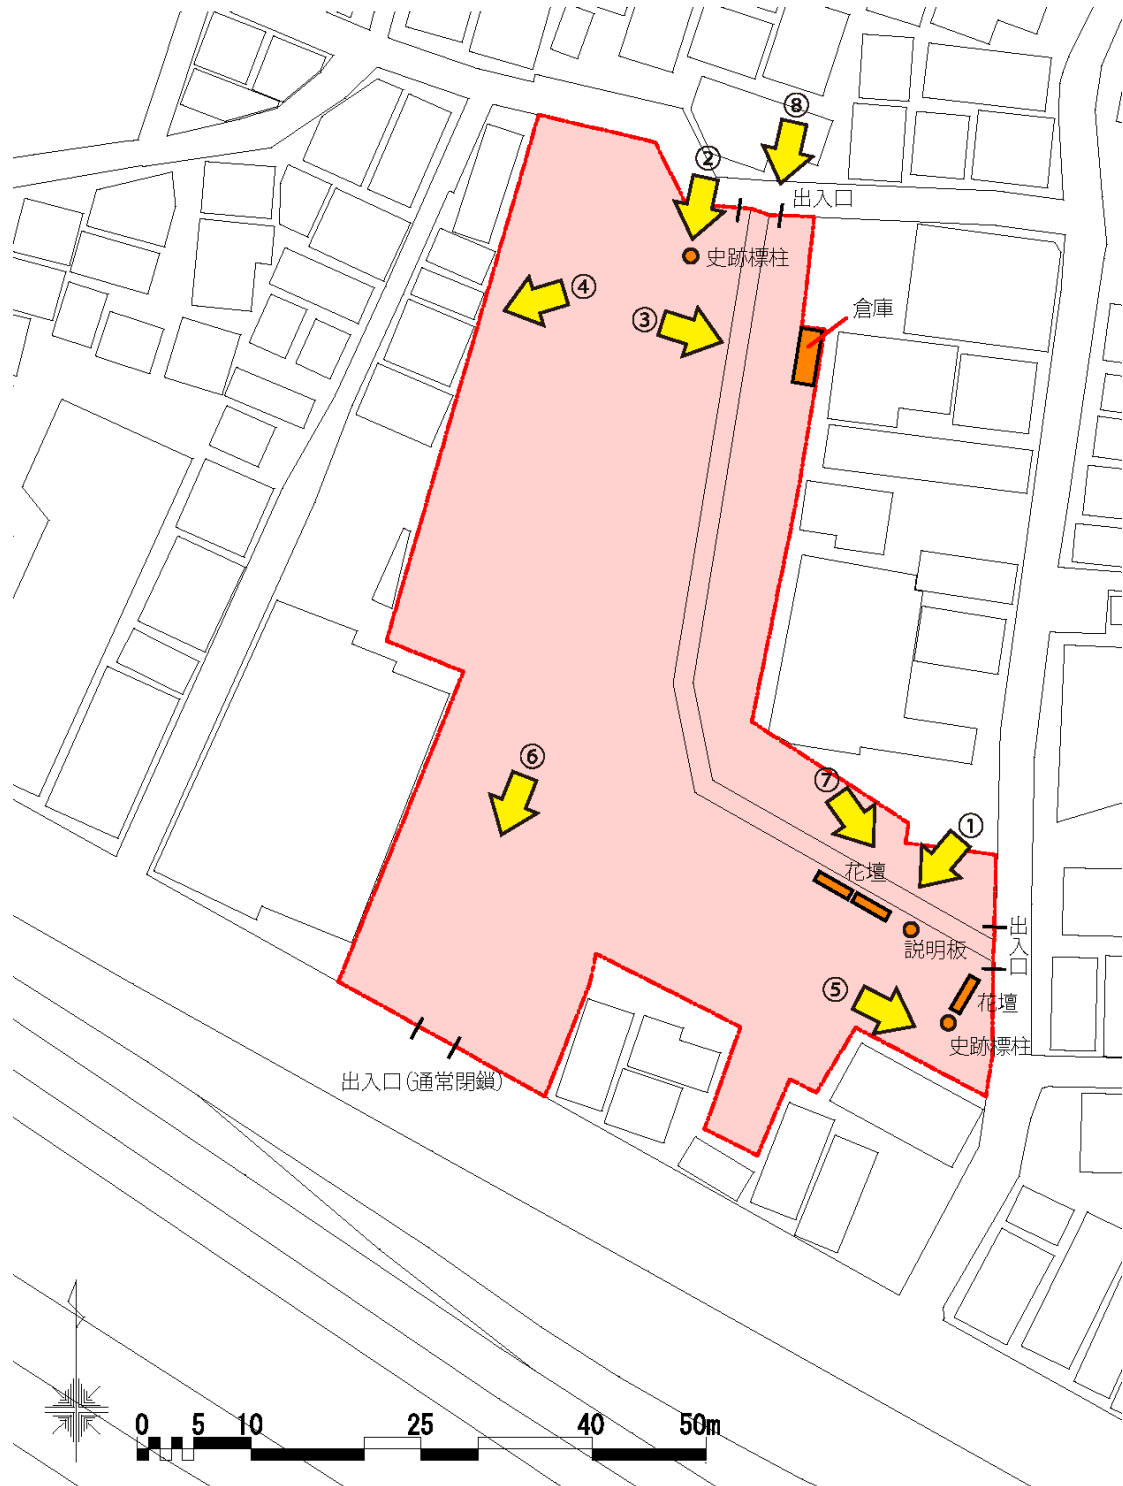 ⑧
②
出入口
史跡標柱
④
③
倉庫
⑥
⑦
①
花壇
出入口
説明板
⑤
花壇
史跡標柱
出入口(通常閉鎖)
0 5 10 25 40 50m